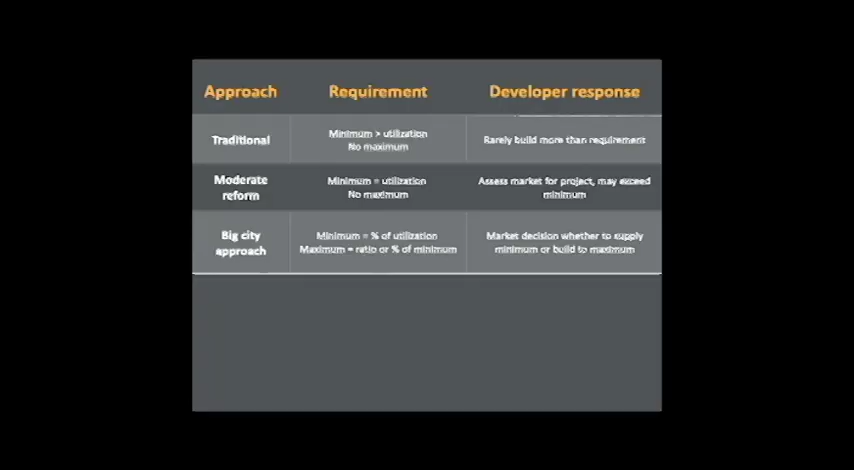 Approach Requirement Developer response
Traditional
Minimum > utilization
No maximum
Rarely build more than requirement
Moderate
reform
Minimum = utilization
No maximum
Assess market for project, may exceed
minimum
Big city
approach
Minimum = % of utilization
Maximum = ratio or % of minimum
Market decision whether to supply
minimum or build to maximum